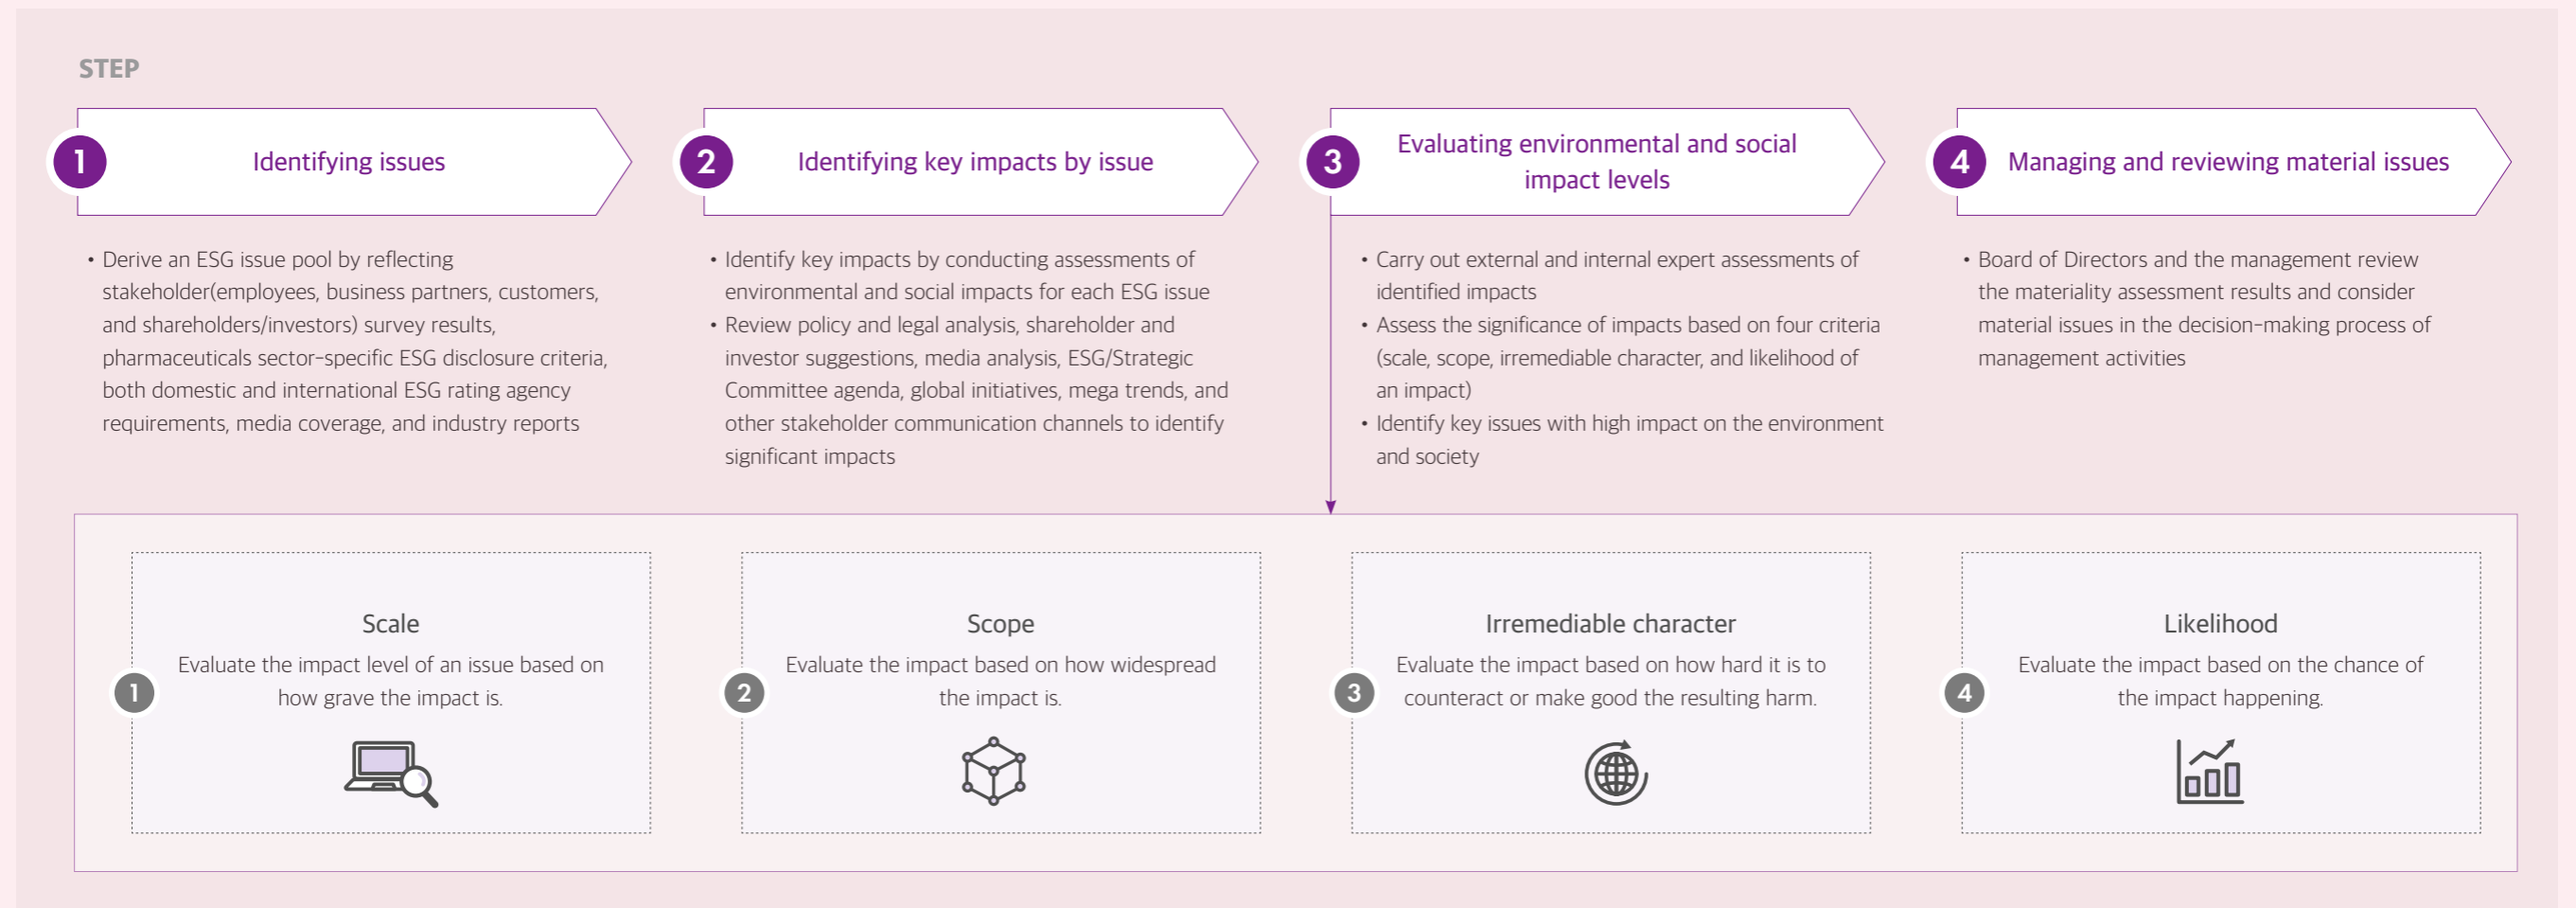 STEP
1
Identifying issues
• Derive an ESG issue pool by reflecting
stakeholder(employees, business partners, customers,
and shareholders/investors) survey results,
pharmaceuticals sector-specific ESG disclosure criteria,
both domestic and international ESG rating agency
requirements, media coverage, and industry reports
2
Identifying key impacts by issue
• Identify key impacts by conducting assessments of
environmental and social impacts for each ESG issue
• Review policy and legal analysis, shareholder and
investor suggestions, media analysis, ESG/Strategic
Committee agenda, global initiatives, mega trends, and
other stakeholder communication channels to identify
significant impacts
3
Evaluating environmental and social
impact levels
• Carry out external and internal expert assessments of
identified impacts
• Assess the significance of impacts based on four criteria
(scale, scope, irremediable character, and likelihood of
an impact)
• Identify key issues with high impact on the environment
and society
4
Managing and reviewing material issues
• Board of Directors and the management review
the materiality assessment results and consider
material issues in the decision-making process of
management activities
1
Scale
Evaluate the impact level of an issue based on
how grave the impact is.
2
Scope
Evaluate the impact based on how widespread
the impact is.
3
Irremediable character
Evaluate the impact based on how hard it is to
counteract or make good the resulting harm.
4
Likelihood
Evaluate the impact based on the chance of
the impact happening.